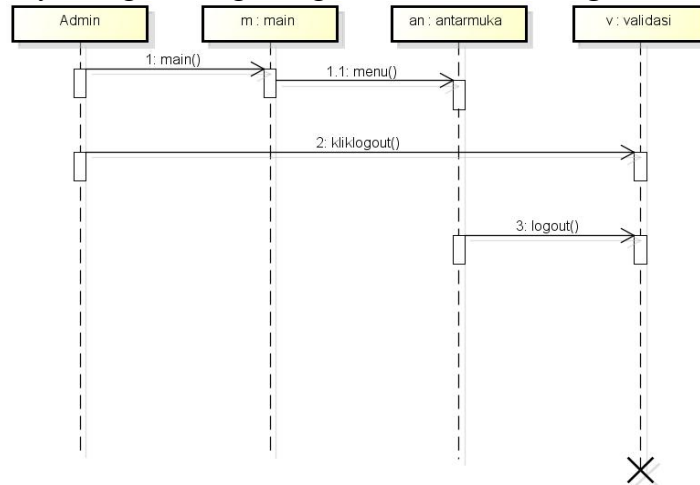 Admin
m : main
an : antarmuka
v : validasi
1: main()
1.1: menu()
2: kliklogout()
3: logout()